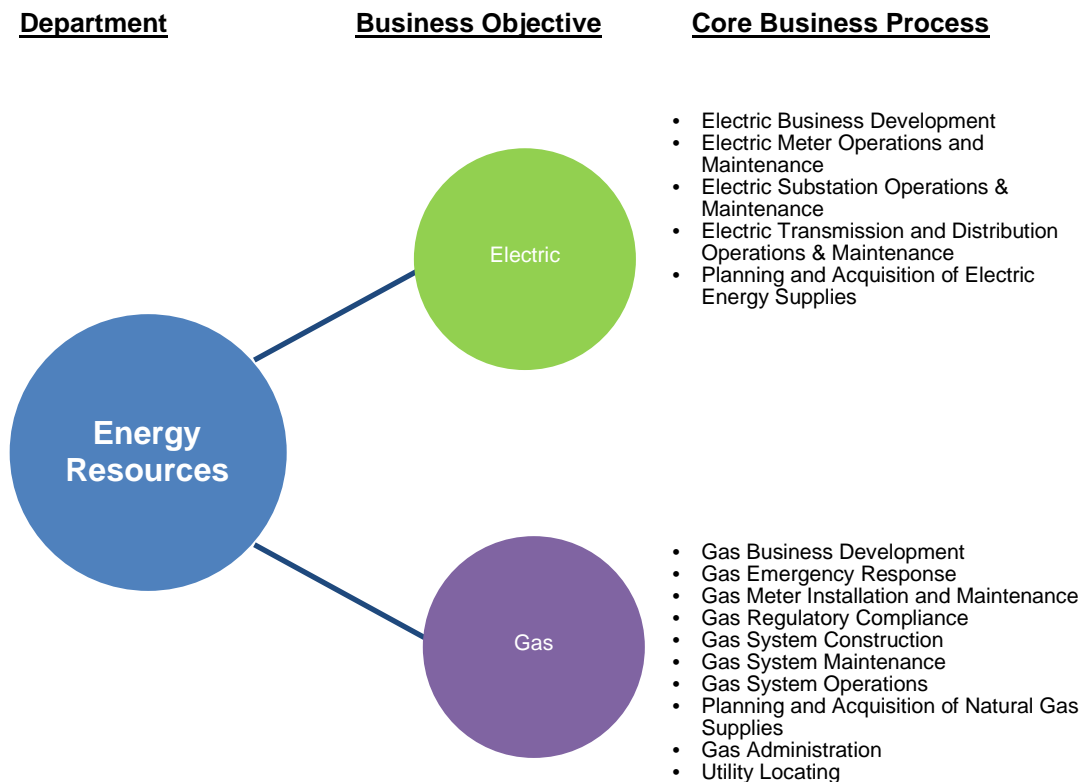 Department Business Objective Core Business Process
• Electric Business Development
• Electric Meter Operations and
Maintenance
• Electric Substation Operations &
Maintenance
• Electric Transmission and Distribution
Operations & Maintenance
• Planning and Acquisition of Electric
Energy Supplies
Electric
Energy
Resources
Gas
• Gas Business Development
• Gas Emergency Response
• Gas Meter Installation and Maintenance
• Gas Regulatory Compliance
• Gas System Construction
• Gas System Maintenance
• Gas System Operations
• Planning and Acquisition of Natural Gas
Supplies
• Gas Administration
• Utility Locating